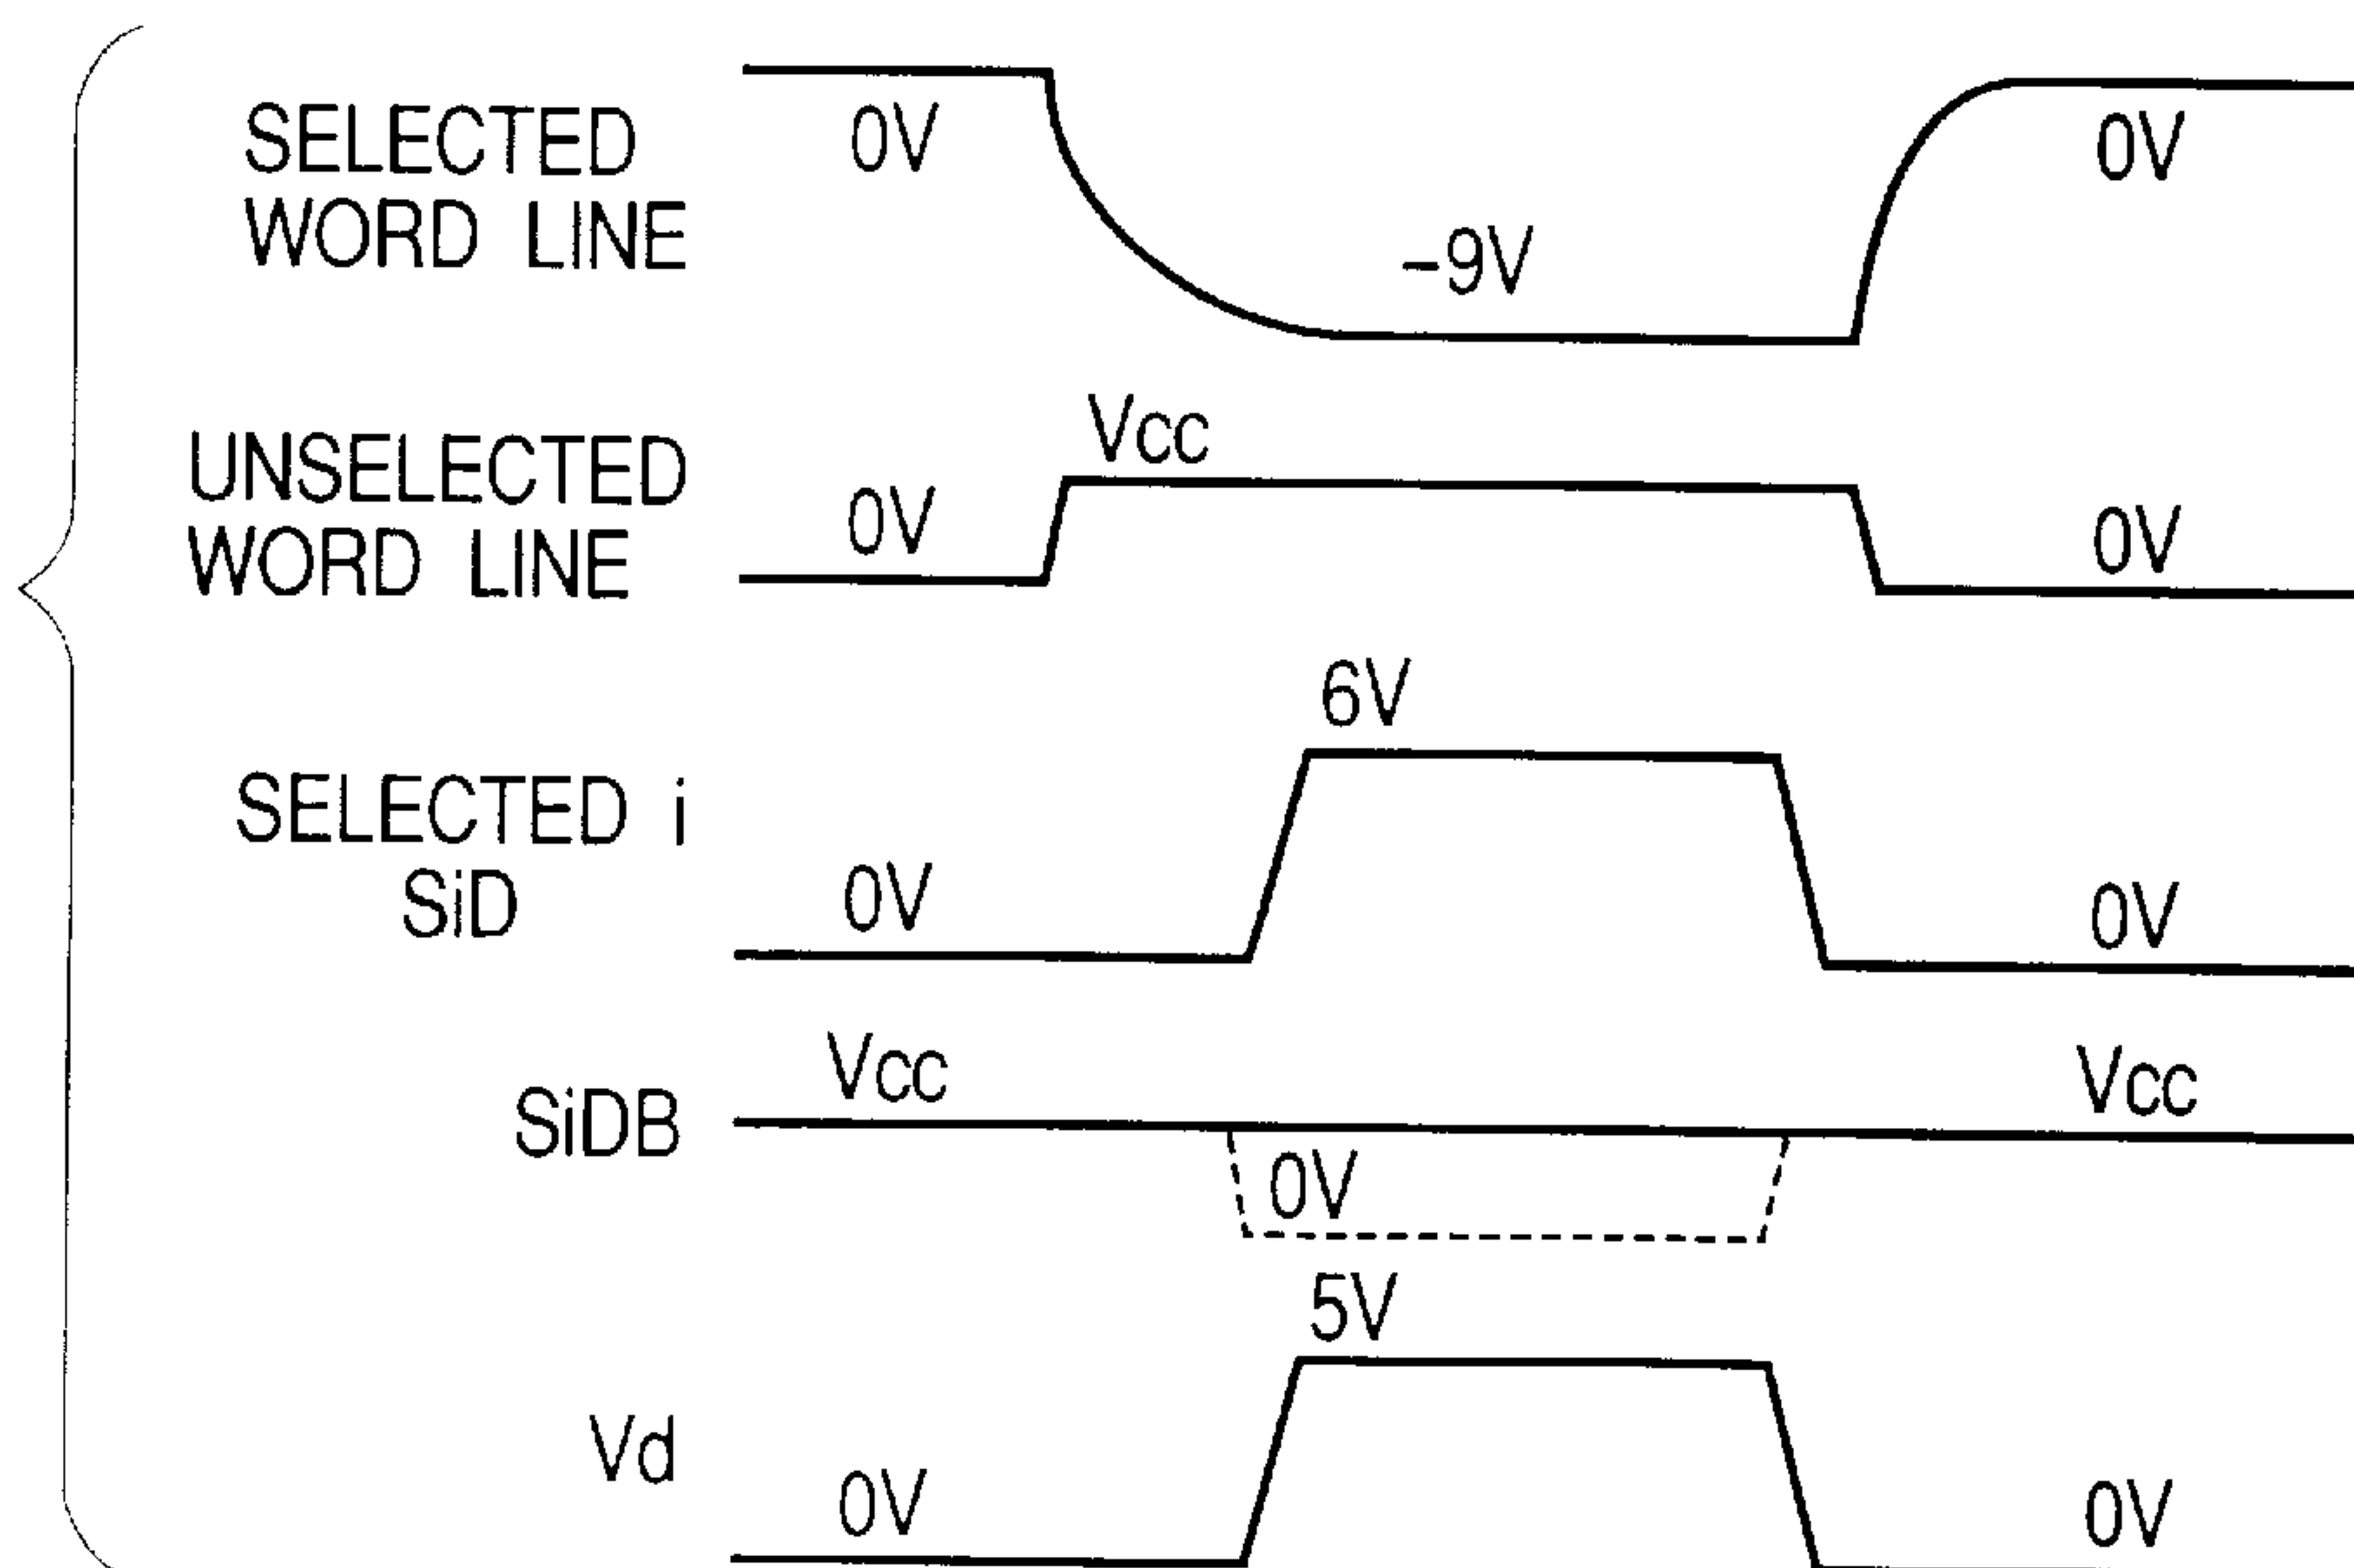 SELECTED
WORD LINE
0V
-9V
0V
UNSELECTED
WORD LINE
0V
Vcc
0V
SELECTED i
SiD
0V
6V
0V
SiDB
Vcc
0V
Vcc
Vd
0V
5V
0V